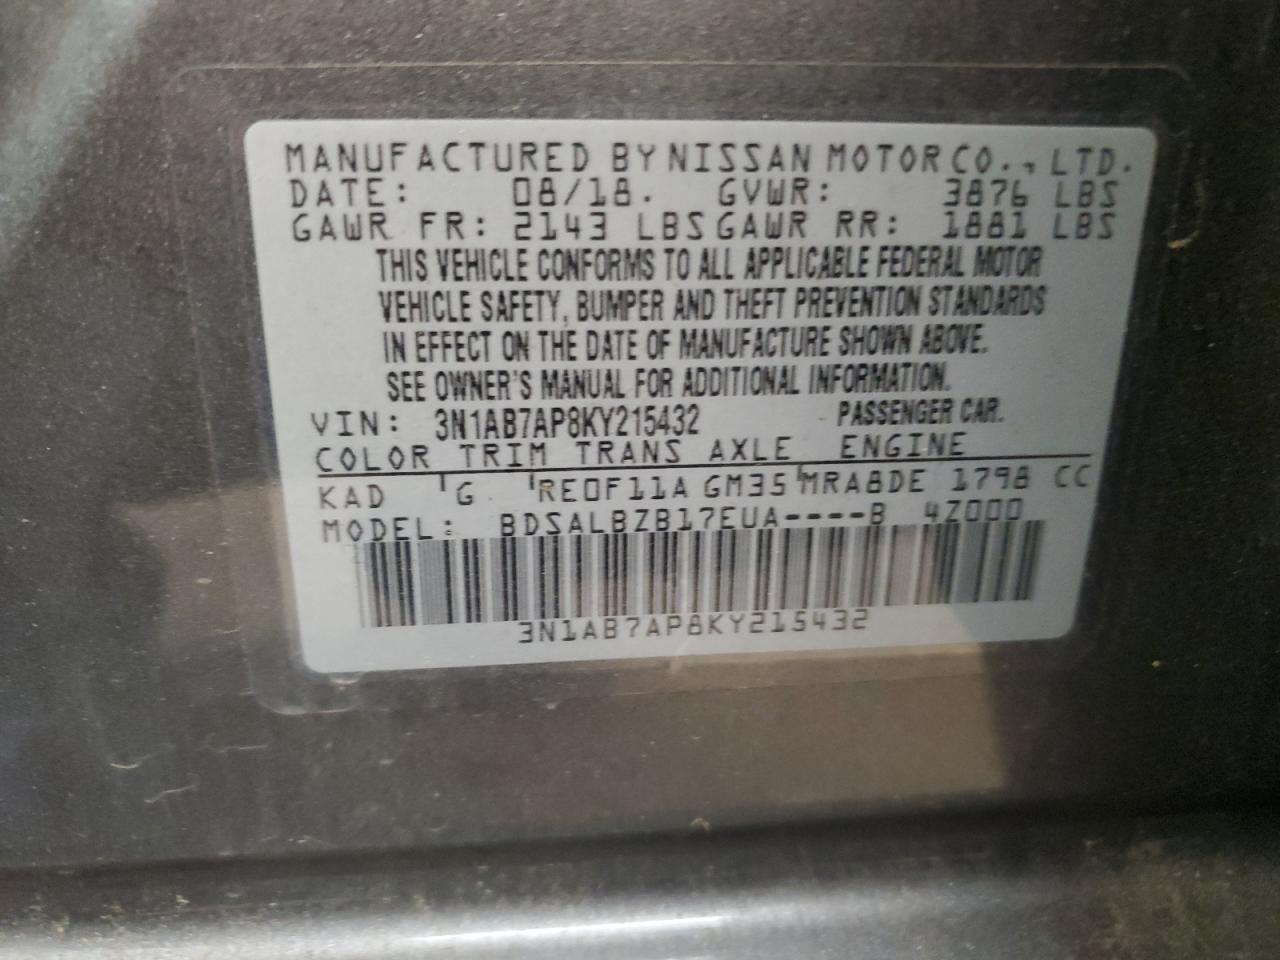 MANUFACTURED BY NISSAN MOTOR CO., LTD.
DATE: 08/18. GVWR: 3876 LBS
GAWR FR: 2143 LBS GAWR RR: 1881 LBS
THIS VEHICLE CONFORMS TO ALL APPLICABLE FEDERAL MOTOR
VEHICLE SAFETY, BUMPER AND THEFT PREVENTION STANDARDS
IN EFFECT ON THE DATE OF MANUFACTURE SHOWN ABOVE.
SEE OWNER'S MANUAL FOR ADDITIONAL INFORMATION.
VIN: 3N1AB7AP8KY215432 PASSENGER CAR.
COLOR TRIM TRANS AXLE ENGINE
KAD G RE0F11A GM35 MRA8DE 1798 CC
MODEL: BDSALBZB17EUA----B 4Z000
3N1AB7AP8KY215432